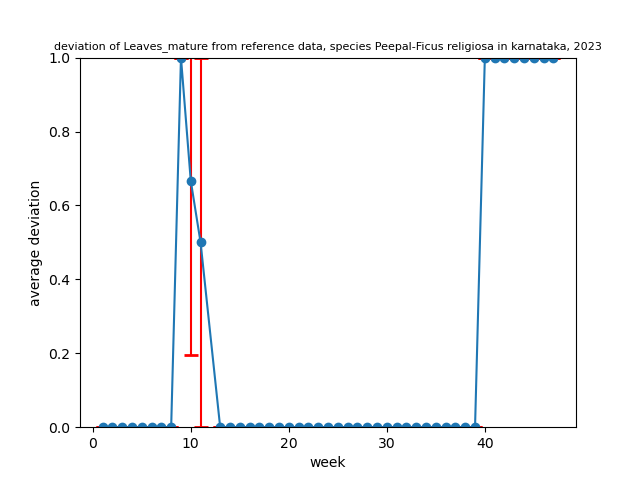 deviation of Leaves_mature from reference data, species Peepal-Ficus religiosa in karnataka, 2023
1.0
0.8
0.6
0.4
0.2
0.0
average deviation
0 10 20 30 40
week